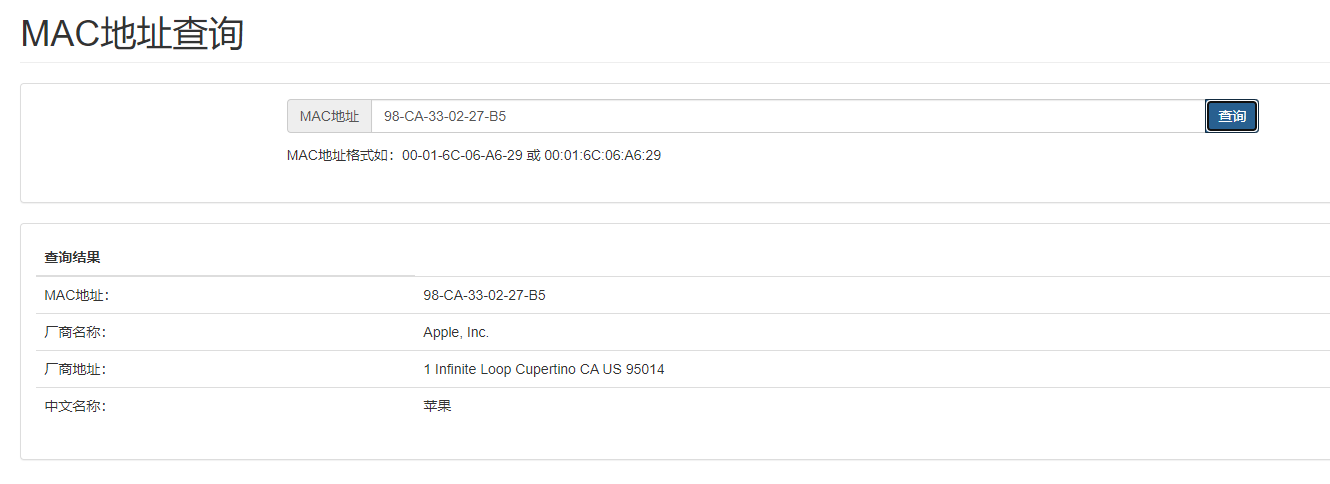 MAC地址查询
MAC地址 98-CA-33-02-27-B5 查询
MAC地址格式如：00-01-6C-06-A6-29 或 00:01:6C:06:A6:29
查询结果
MAC地址： 98-CA-33-02-27-B5
厂商名称： Apple, Inc.
厂商地址： 1 Infinite Loop Cupertino CA US 95014
中文名称： 苹果